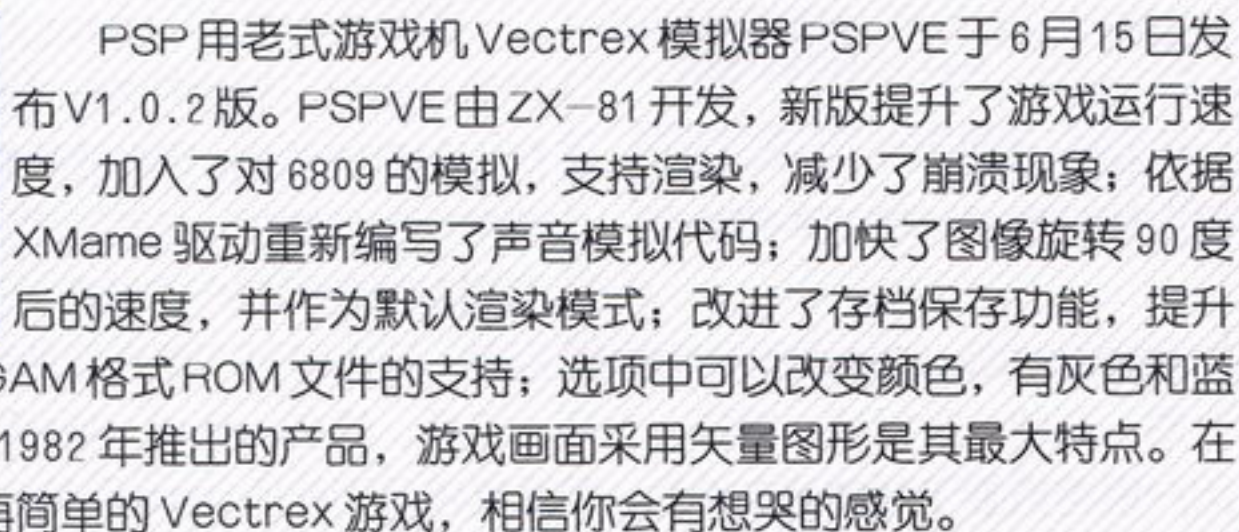 PSP用老式游戏机Vectrex模拟器PSPVE于6月15日发
布V1.0.2版。PSPVE由ZX-81开发，新版提升了游戏运行速
度，加入了对6809的模拟，支持渲染，减少了崩溃现象；依据
XMame驱动重新编写了声音模拟代码；加快了图像旋转90度
后的速度，并作为默认渲染模式；改进了存档保存功能，提升
GAM格式ROM文件的支持；选项中可以改变颜色，有灰色和蓝
1982年推出的产品，游戏画面采用矢量图形是其最大特点。在
再简单的Vectrex游戏，相信你会有想哭的感觉。